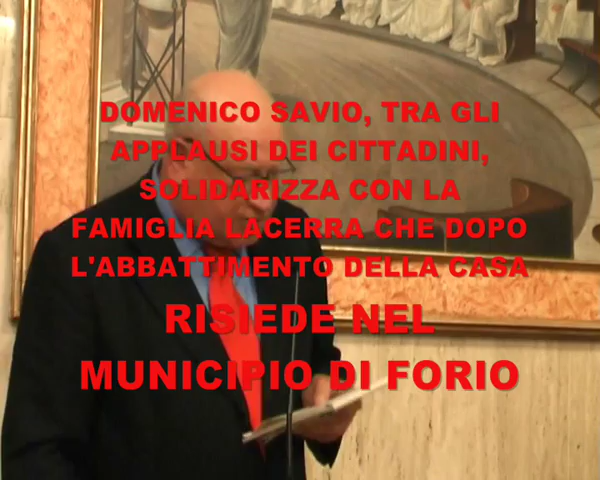 DOMENICO SAVIO, TRA GLI
APPLAUSI DEI CITTADINI,
SOLIDARIZZA CON LA
FAMIGLIA LACERRA CHE DOPO
L'ABBATTIMENTO DELLA CASA
RISIEDE NEL
MUNICIPIO DI FORIO